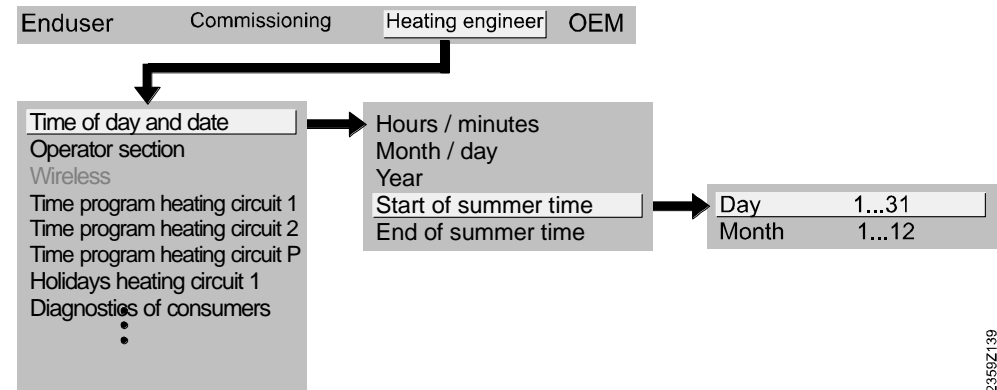 Enduser Commissioning Heating engineer OEM
Time of day and date
Operator section
Wireless
Time program heating circuit 1
Time program heating circuit 2
Time program heating circuit P
Holidays heating circuit 1
Diagnostics of consumers
Hours / minutes
Month / day
Year
Start of summer time
End of summer time
Day 1...31
Month 1...12
2359Z139